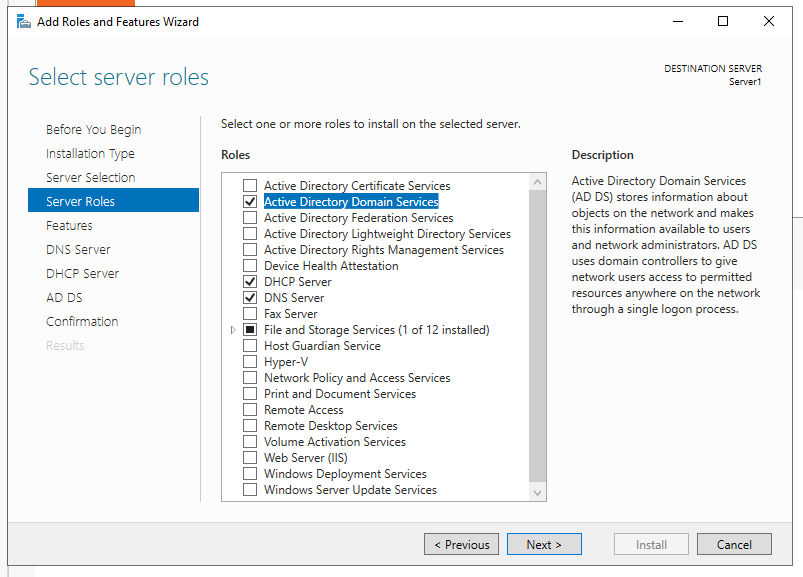 Add Roles and Features Wizard
Select server roles
DESTINATION SERVER
Server1
Before You Begin
Installation Type
Server Selection
Server Roles
Features
DNS Server
DHCP Server
AD DS
Confirmation
Results
Select one or more roles to install on the selected server.
Roles
Active Directory Certificate Services
Active Directory Domain Services
Active Directory Federation Services
Active Directory Lightweight Directory Services
Active Directory Rights Management Services
Device Health Attestation
DHCP Server
DNS Server
Fax Server
File and Storage Services (1 of 12 installed)
Host Guardian Service
Hyper-V
Network Policy and Access Services
Print and Document Services
Remote Access
Remote Desktop Services
Volume Activation Services
Web Server (IIS)
Windows Deployment Services
Windows Server Update Services
Description
Active Directory Domain Services
(AD DS) stores information about
objects on the network and makes
this information available to users
and network administrators. AD DS
uses domain controllers to give
network users access to permitted
resources anywhere on the network
through a single logon process.
< Previous
Next >
Install
Cancel